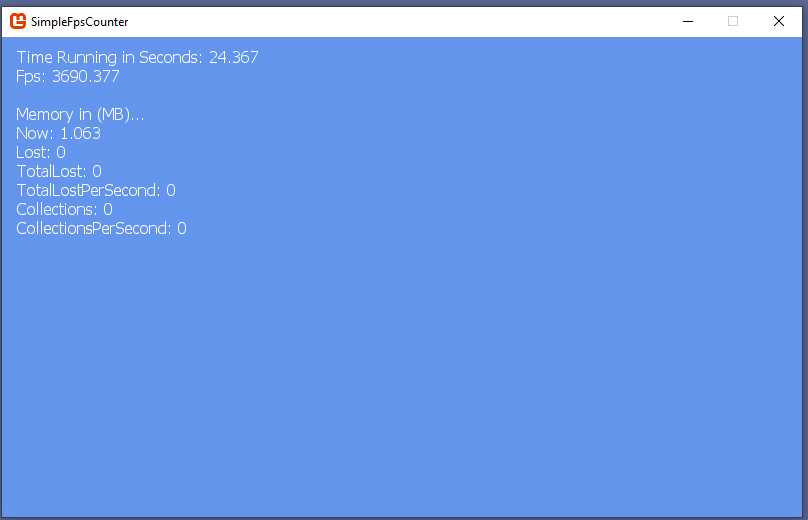 SimpleFpsCounter
Time Running in Seconds: 24.367
Fps: 3690.377
Memory in (MB)...
Now: 1.063
Lost: 0
TotalLost: 0
TotalLostPerSecond: 0
Collections: 0
CollectionsPerSecond: 0